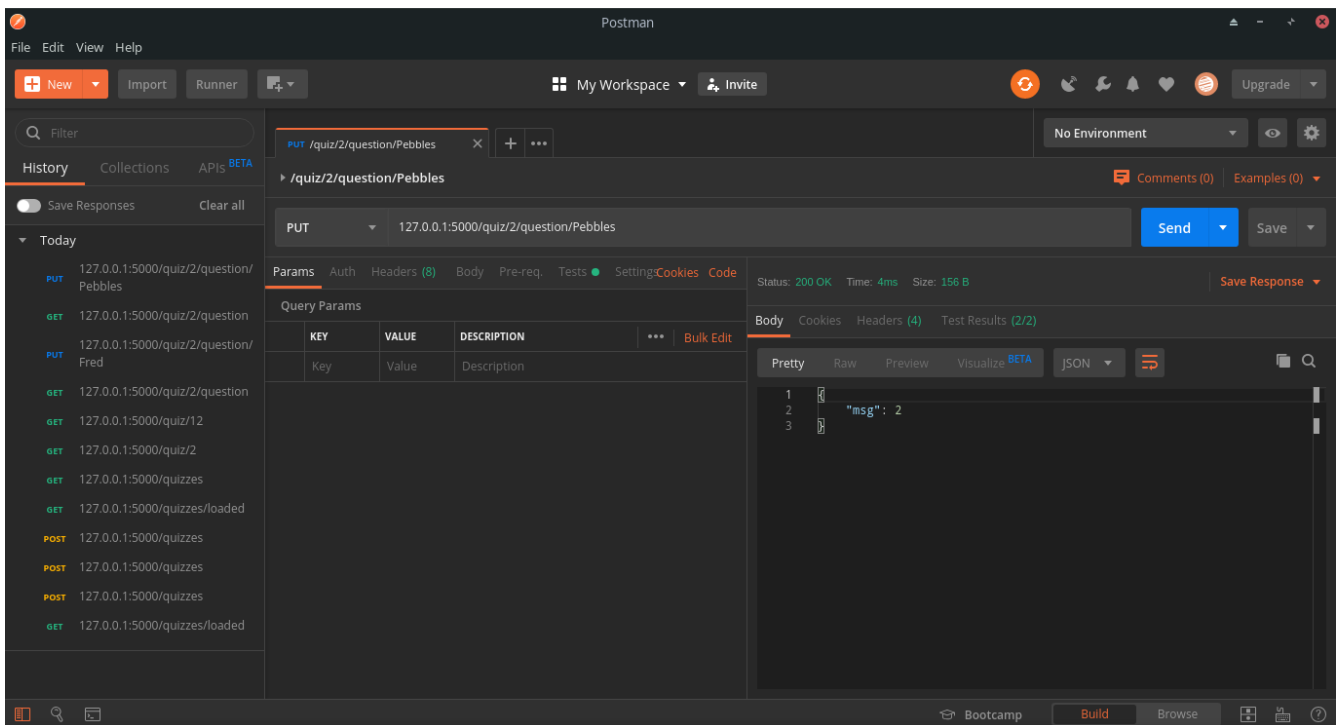 Postman
File Edit View Help
New Import Runner My Workspace Invite Upgrade
Filter
History Collections APIs BETA
Save Responses Clear all
Today
PUT 127.0.0.1:5000/quiz/2/question/
Pebbles
GET 127.0.0.1:5000/quiz/2/question
PUT 127.0.0.1:5000/quiz/2/question/
Fred
GET 127.0.0.1:5000/quiz/2/question
GET 127.0.0.1:5000/quiz/12
GET 127.0.0.1:5000/quiz/2
GET 127.0.0.1:5000/quizzes
GET 127.0.0.1:5000/quizzes/loaded
POST 127.0.0.1:5000/quizzes
POST 127.0.0.1:5000/quizzes
POST 127.0.0.1:5000/quizzes
GET 127.0.0.1:5000/quizzes/loaded
PUT /quiz/2/question/Pebbles
No Environment
/quiz/2/question/Pebbles Comments (0) Examples (0)
PUT 127.0.0.1:5000/quiz/2/question/Pebbles Send Save
Params Auth Headers (8) Body Pre-req. Tests Settings Cookies Code
Query Params
KEY VALUE DESCRIPTION Bulk Edit
Key Value Description
Status: 200 OK Time: 4ms Size: 156 B Save Response
Body Cookies Headers (4) Test Results (2/2)
Pretty Raw Preview Visualize BETA JSON
1 {
2 "msg": 2
3 }
Bootcamp Build Browse